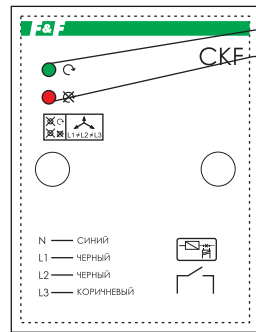 F&F
CKF
L1≠L2≠L3
N — СИНИЙ
L1 — ЧЕРНЫЙ
L2 — ЧЕРНЫЙ
L3 — КОРИЧНЕВЫЙ